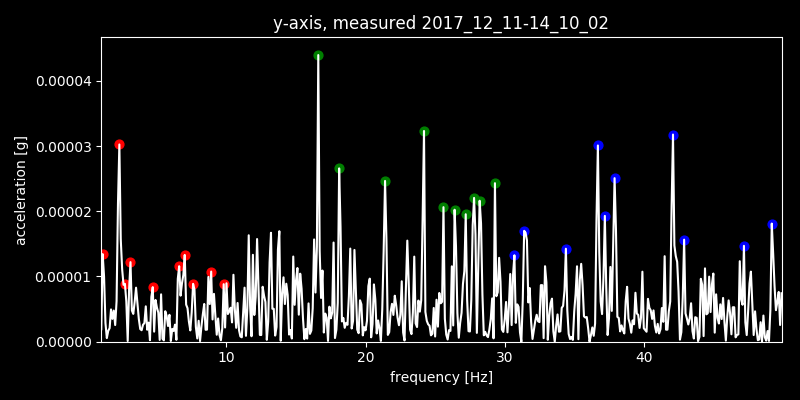 y-axis, measured 2017_12_11-14_10_02
0.00004
0.00003
0.00002
0.00001
0.00000
acceleration [g]
10 20 30 40
frequency [Hz]